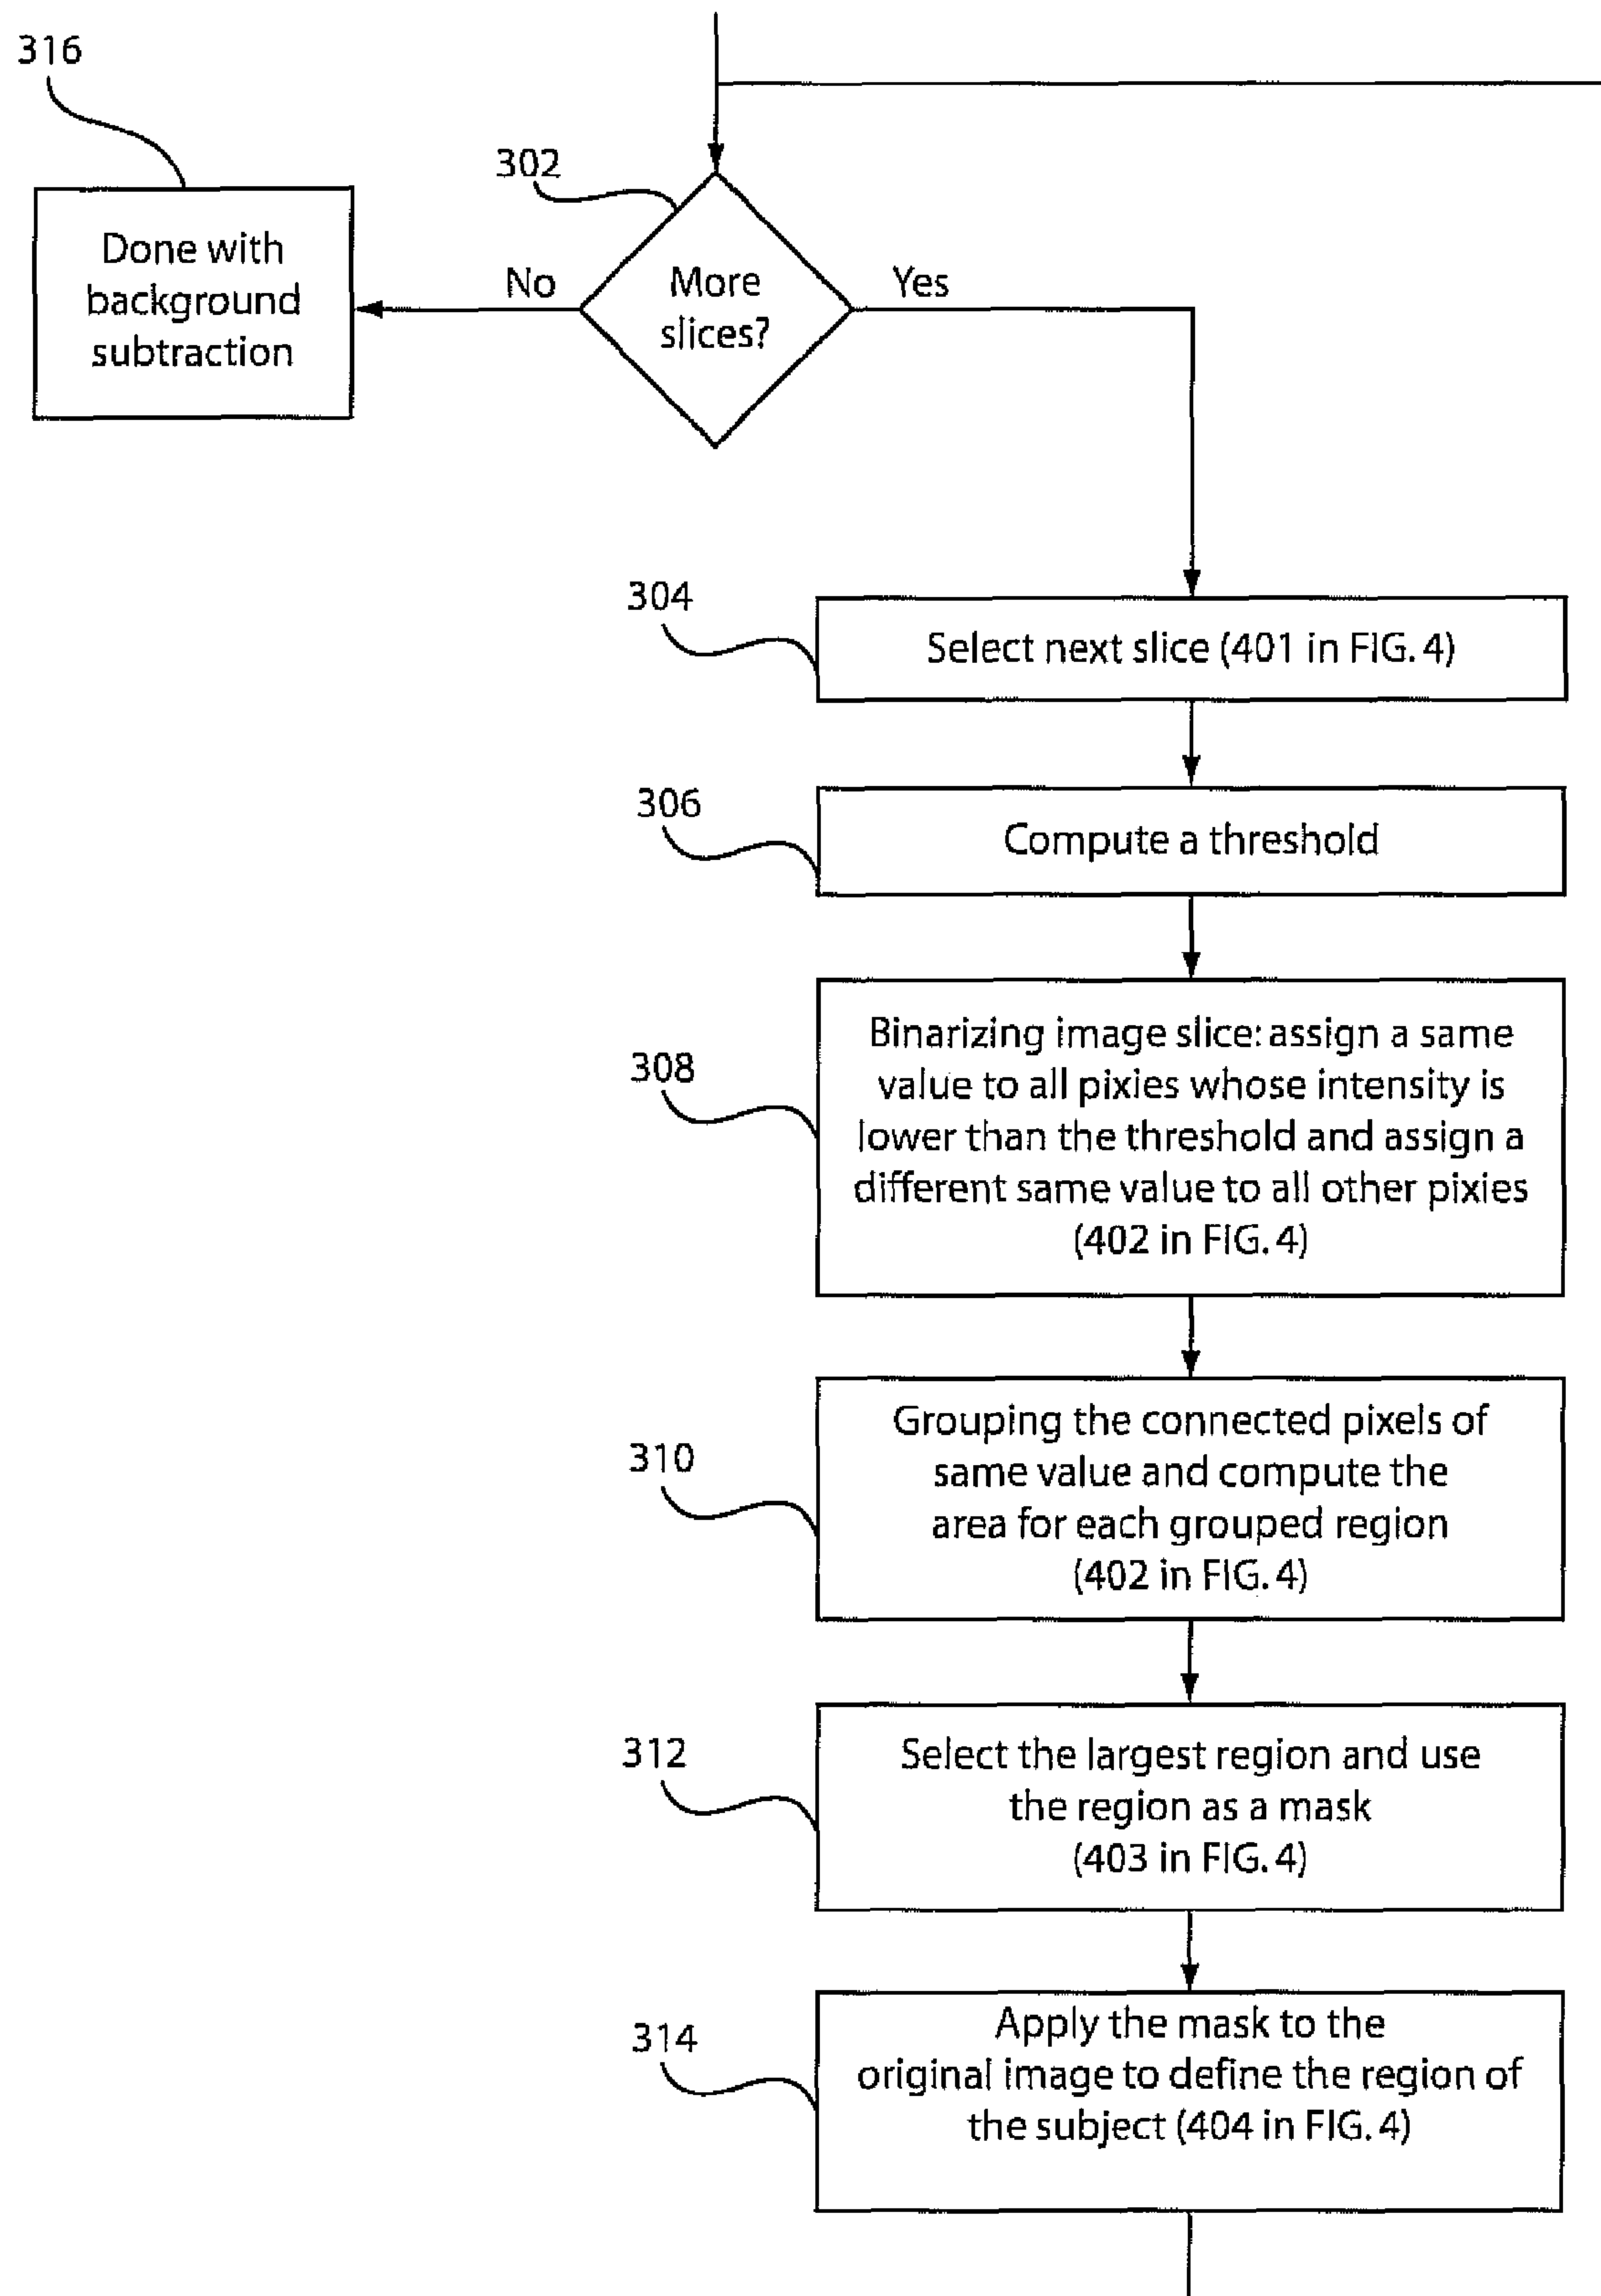 316
302
Done with
background
subtraction
No
More
slices?
Yes
304
Select next slice (401 in FIG. 4)
306
Compute a threshold
308
Binarizing image slice: assign a same
value to all pixies whose intensity is
lower than the threshold and assign a
different same value to all other pixies
(402 in FIG. 4)
310
Grouping the connected pixels of
same value and compute the
area for each grouped region
(402 in FIG. 4)
312
Select the largest region and use
the region as a mask
(403 in FIG. 4)
314
Apply the mask to the
original image to define the region of
the subject (404 in FIG. 4)